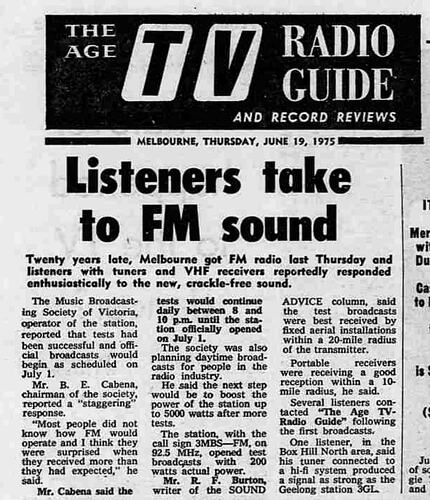 THE AGE
TV
RADIO GUIDE
AND RECORD REVIEWS
MELBOURNE, THURSDAY, JUNE 19, 1975
Listeners take
to FM sound
Twenty years late, Melbourne got FM radio last Thursday and
listeners with tuners and VHF receivers reportedly responded
enthusiastically to the new, crackle-free sound.
The Music Broadcast-
ing Society of Victoria,
operator of the station,
reported that tests had
been successful and offi-
cial broadcasts would
begin as scheduled on
July 1.
Mr. B. E. Cabena,
chairman of the society,
reported a "staggering"
response.
"Most people did not
know how FM would
operate and I think they
were surprised when
they received more than
they had expected," he
said.
Mr. Cabena said the
tests would continue
daily between 8 and
10 p.m. until the sta-
tion officially opened
on July 1.
The society was also
planning daytime broad-
casts for people in the
radio industry.
He said the next step
would be to boost the
power of the station up
to 5000 watts after more
tests.
The station, with the
call sign 3MBS—FM, on
92.5 MHz, opened test
broadcasts with 200
watts actual power.
Mr. R. F. Burton,
writer of the SOUND
ADVICE column, said
the test broadcasts
were best received by
fixed aerial installations
within a 20-mile radius
of the transmitter.
Portable receivers
were receiving a good
reception within a 10-
mile radius, he said.
Several listeners con-
tacted "The Age TV-
Radio Guide" following
the first broadcasts.
One listener, in the
Box Hill North area, said
his tuner connected to
a hi-fi system produced
a signal as strong as the
Geelong station 3GL.